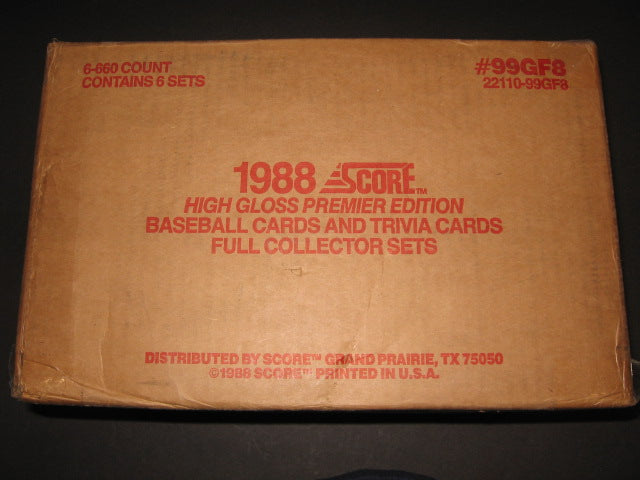 6-660 COUNT
CONTAINS 6 SETS
#99GF8
22110-99GF8
1988 SCORE™
HIGH GLOSS PREMIER EDITION
BASEBALL CARDS AND TRIVIA CARDS
FULL COLLECTOR SETS
DISTRIBUTED BY SCORE™ GRAND PRAIRIE, TX 75050
©1988 SCORE™ PRINTED IN U.S.A.